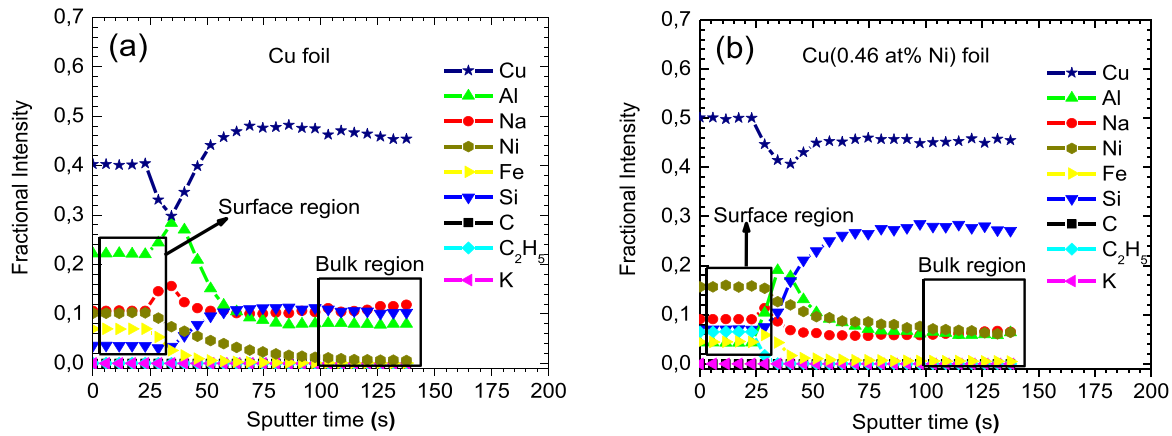 (a)
Cu foil
Cu
Al
Na
Ni
Fe
Si
C
C₂H₅
K
Surface region
Bulk region
Fractional Intensity
0,8
0,7
0,6
0,5
0,4
0,3
0,2
0,1
0,0
0 25 50 75 100 125 150 175 200
Sputter time (s)
(b)
Cu(0.46 at% Ni) foil
Cu
Al
Na
Ni
Fe
Si
C
C₂H₅
K
Surface region
Bulk region
Fractional Intensity
0,7
0,6
0,5
0,4
0,3
0,2
0,1
0,0
0 25 50 75 100 125 150 175 200
Sputter time (s)